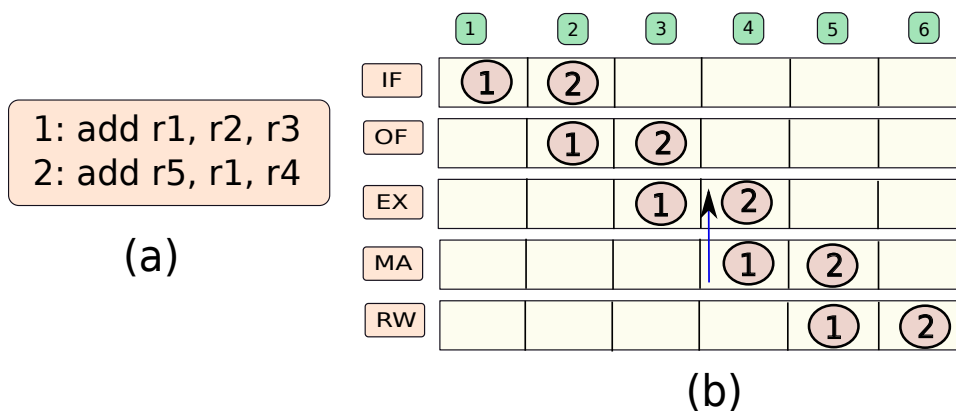 1 2 3 4 5 6
IF 1 2
1: add r1, r2, r3
2: add r5, r1, r4
OF 1 2
EX 1 2
MA 1 2
RW 1 2
(a)
(b)